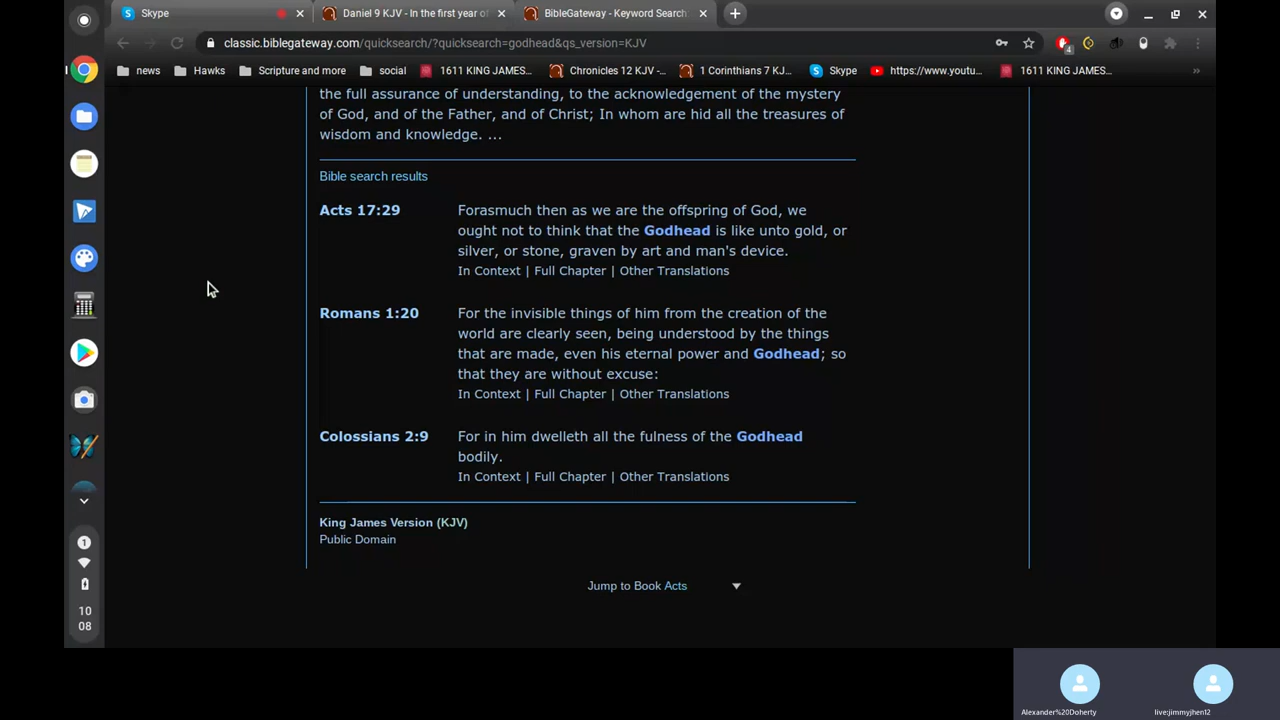 Skype
Daniel 9 KJV - In the first year of
BibleGateway - Keyword Search:
classic.biblegateway.com/quicksearch/?quicksearch=godhead&qs_version=KJV
4
news
Hawks
Scripture and more
social
1611 KING JAMES...
Chronicles 12 KJV -...
1 Corinthians 7 KJ...
Skype
https://www.youtu...
1611 KING JAMES...
»
the full assurance of understanding, to the acknowledgement of the mystery
of God, and of the Father, and of Christ; In whom are hid all the treasures of
wisdom and knowledge. ...
Bible search results
Acts 17:29
Forasmuch then as we are the offspring of God, we
ought not to think that the Godhead is like unto gold, or
silver, or stone, graven by art and man's device.
In Context | Full Chapter | Other Translations
Romans 1:20
For the invisible things of him from the creation of the
world are clearly seen, being understood by the things
that are made, even his eternal power and Godhead; so
that they are without excuse:
In Context | Full Chapter | Other Translations
Colossians 2:9
For in him dwelleth all the fulness of the Godhead
bodily.
In Context | Full Chapter | Other Translations
King James Version (KJV)
Public Domain
Jump to Book Acts
1
10
08
Alexander%20Doherty
live:jimmyjhen12